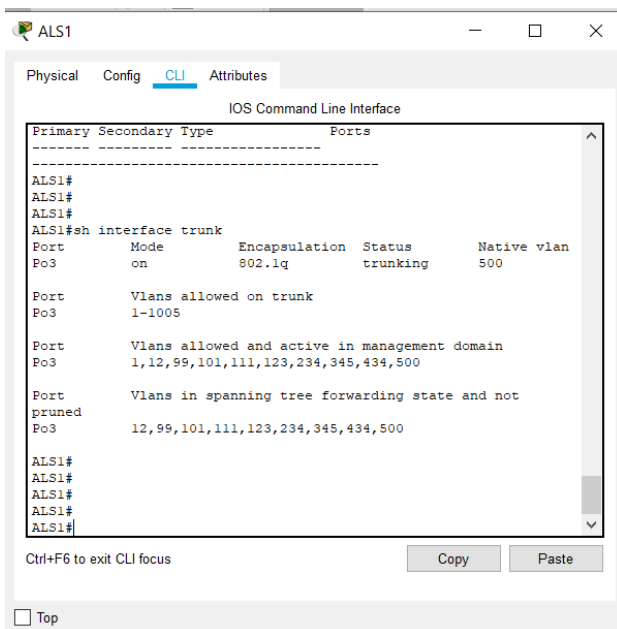 ALS1
Physical Config CLI Attributes
IOS Command Line Interface
Primary Secondary Type Ports
------- --------- -----------------
------------------------------------------
ALS1#
ALS1#
ALS1#
ALS1#sh interface trunk
Port Mode Encapsulation Status Native vlan
Po3 on 802.1q trunking 500
Port Vlans allowed on trunk
Po3 1-1005
Port Vlans allowed and active in management domain
Po3 1,12,99,101,111,123,234,345,434,500
Port Vlans in spanning tree forwarding state and not
pruned
Po3 12,99,101,111,123,234,345,434,500
ALS1#
ALS1#
ALS1#
ALS1#
ALS1#
Ctrl+F6 to exit CLI focus Copy Paste
Top